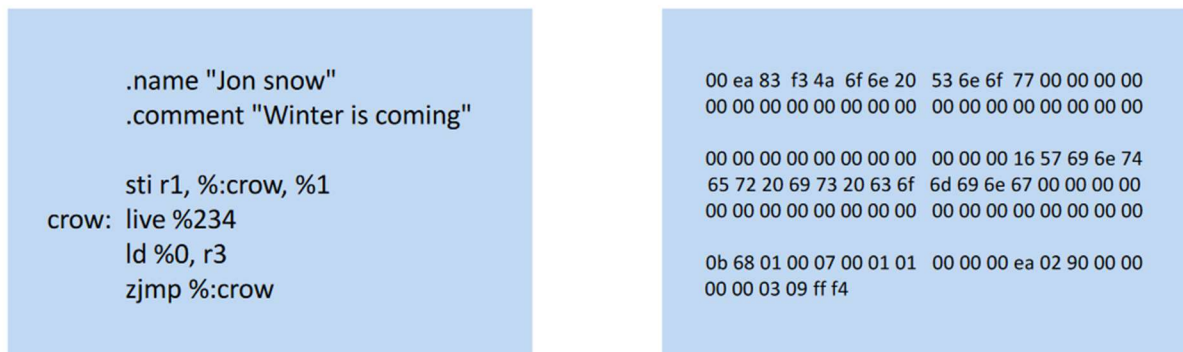 .name "Jon snow"
.comment "Winter is coming"
sti r1, %:crow, %1
crow: live %234
ld %0, r3
zjmp %:crow
00 ea 83 f3 4a 6f 6e 20 53 6e 6f 77 00 00 00 00
00 00 00 00 00 00 00 00 00 00 00 00 00 00 00 00
00 00 00 00 00 00 00 00 00 00 00 16 57 69 6e 74
65 72 20 69 73 20 63 6f 6d 69 6e 67 00 00 00 00
00 00 00 00 00 00 00 00 00 00 00 00 00 00 00 00
0b 68 01 00 07 00 01 01 00 00 00 ea 02 90 00 00
00 00 03 09 ff f4